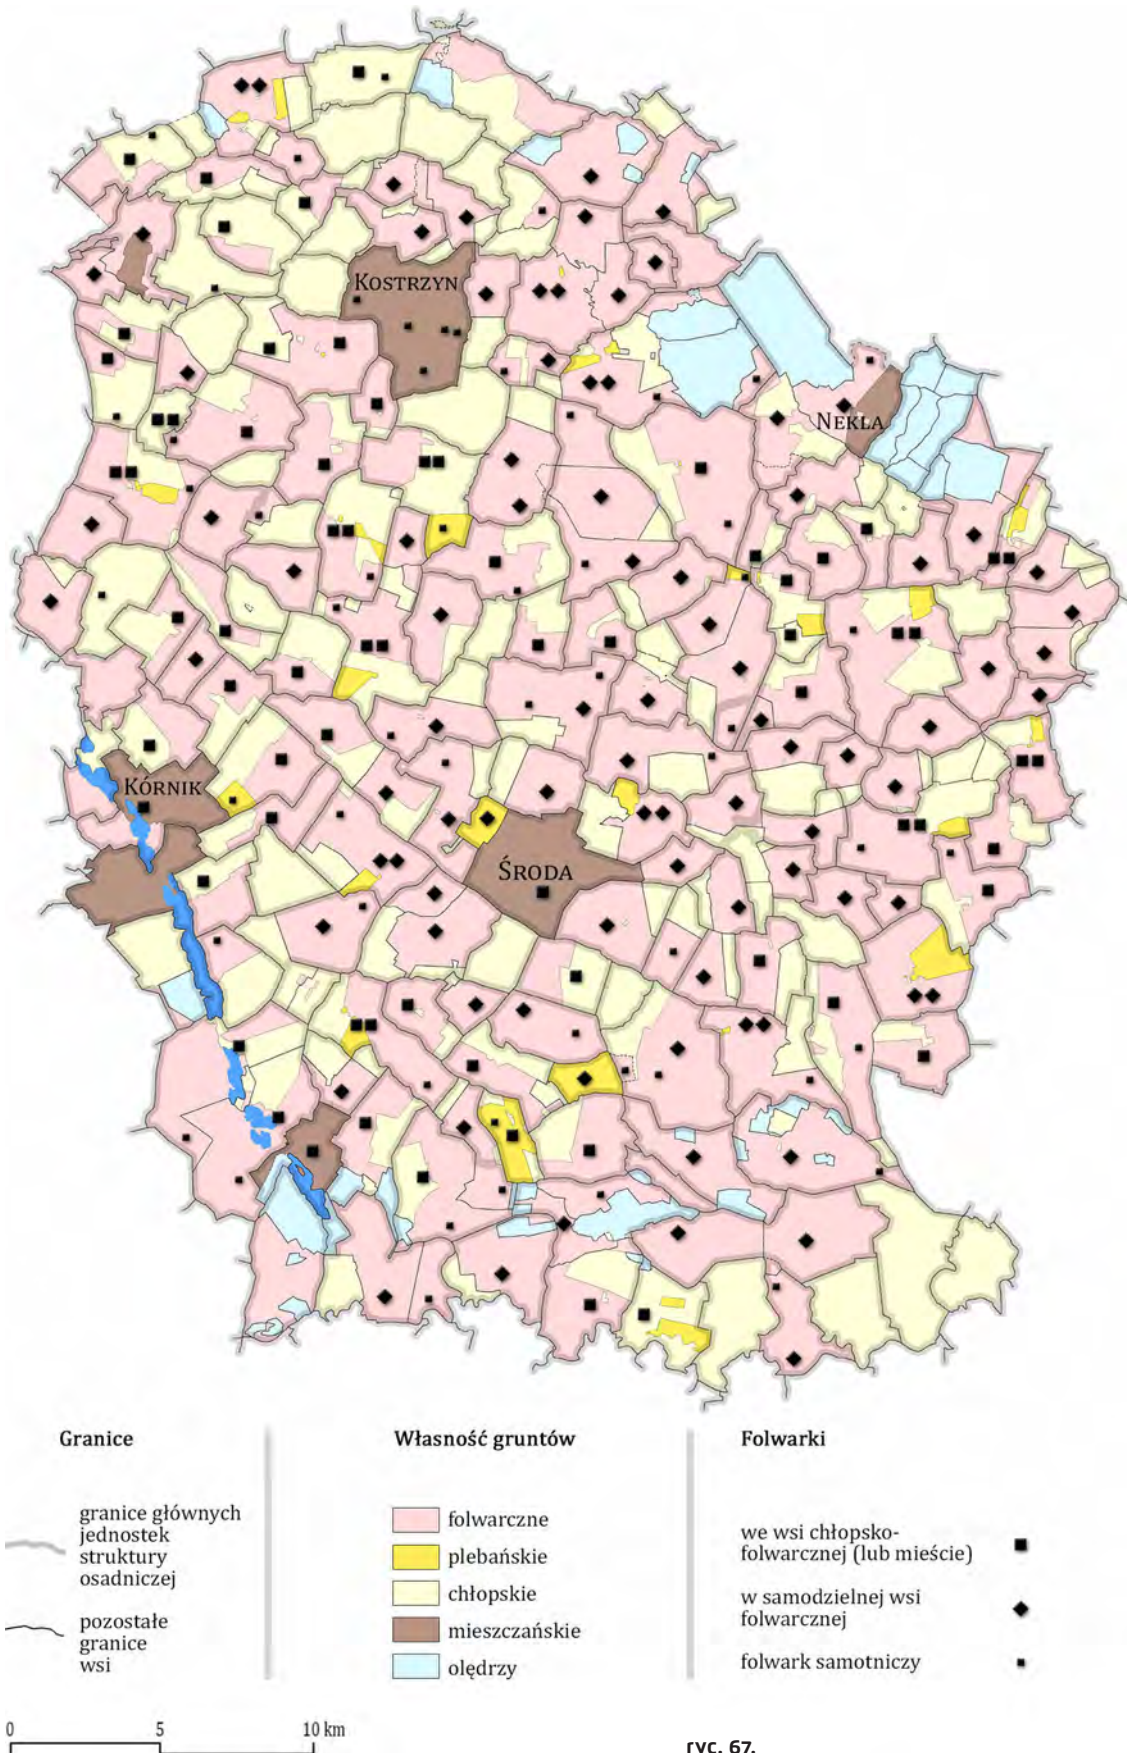 KOSTRZYN
NEKLA
KÓRNIK
ŚRODA
Granice
granice głównych
jednostek
struktury
osadniczej
pozostałe
granice
wsi
Własność gruntów
folwarczne
plebańskie
chłopskie
mieszczańskie
olędrzy
Folwarki
we wsi chłopsko-
folwarcznej (lub mieście)
w samodzielnej wsi
folwarcznej
folwark samotniczy
0 5 10 km
ryc. 67.